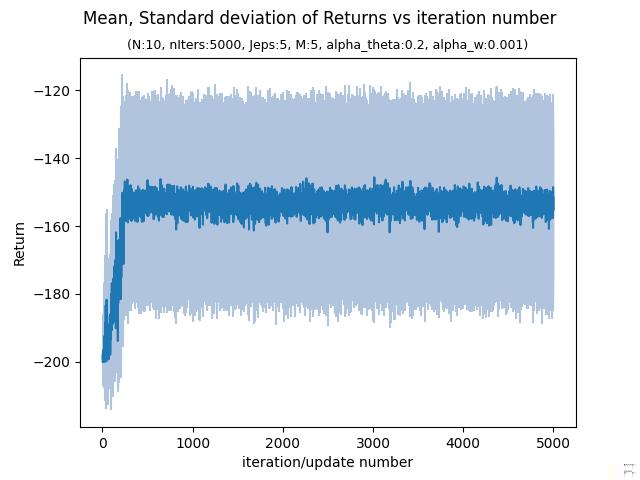 Mean, Standard deviation of Returns vs iteration number
(N:10, nIters:5000, Jeps:5, M:5, alpha_theta:0.2, alpha_w:0.001)
−120
−140
−160
−180
−200
Return
0 1000 2000 3000 4000 5000
iteration/update number